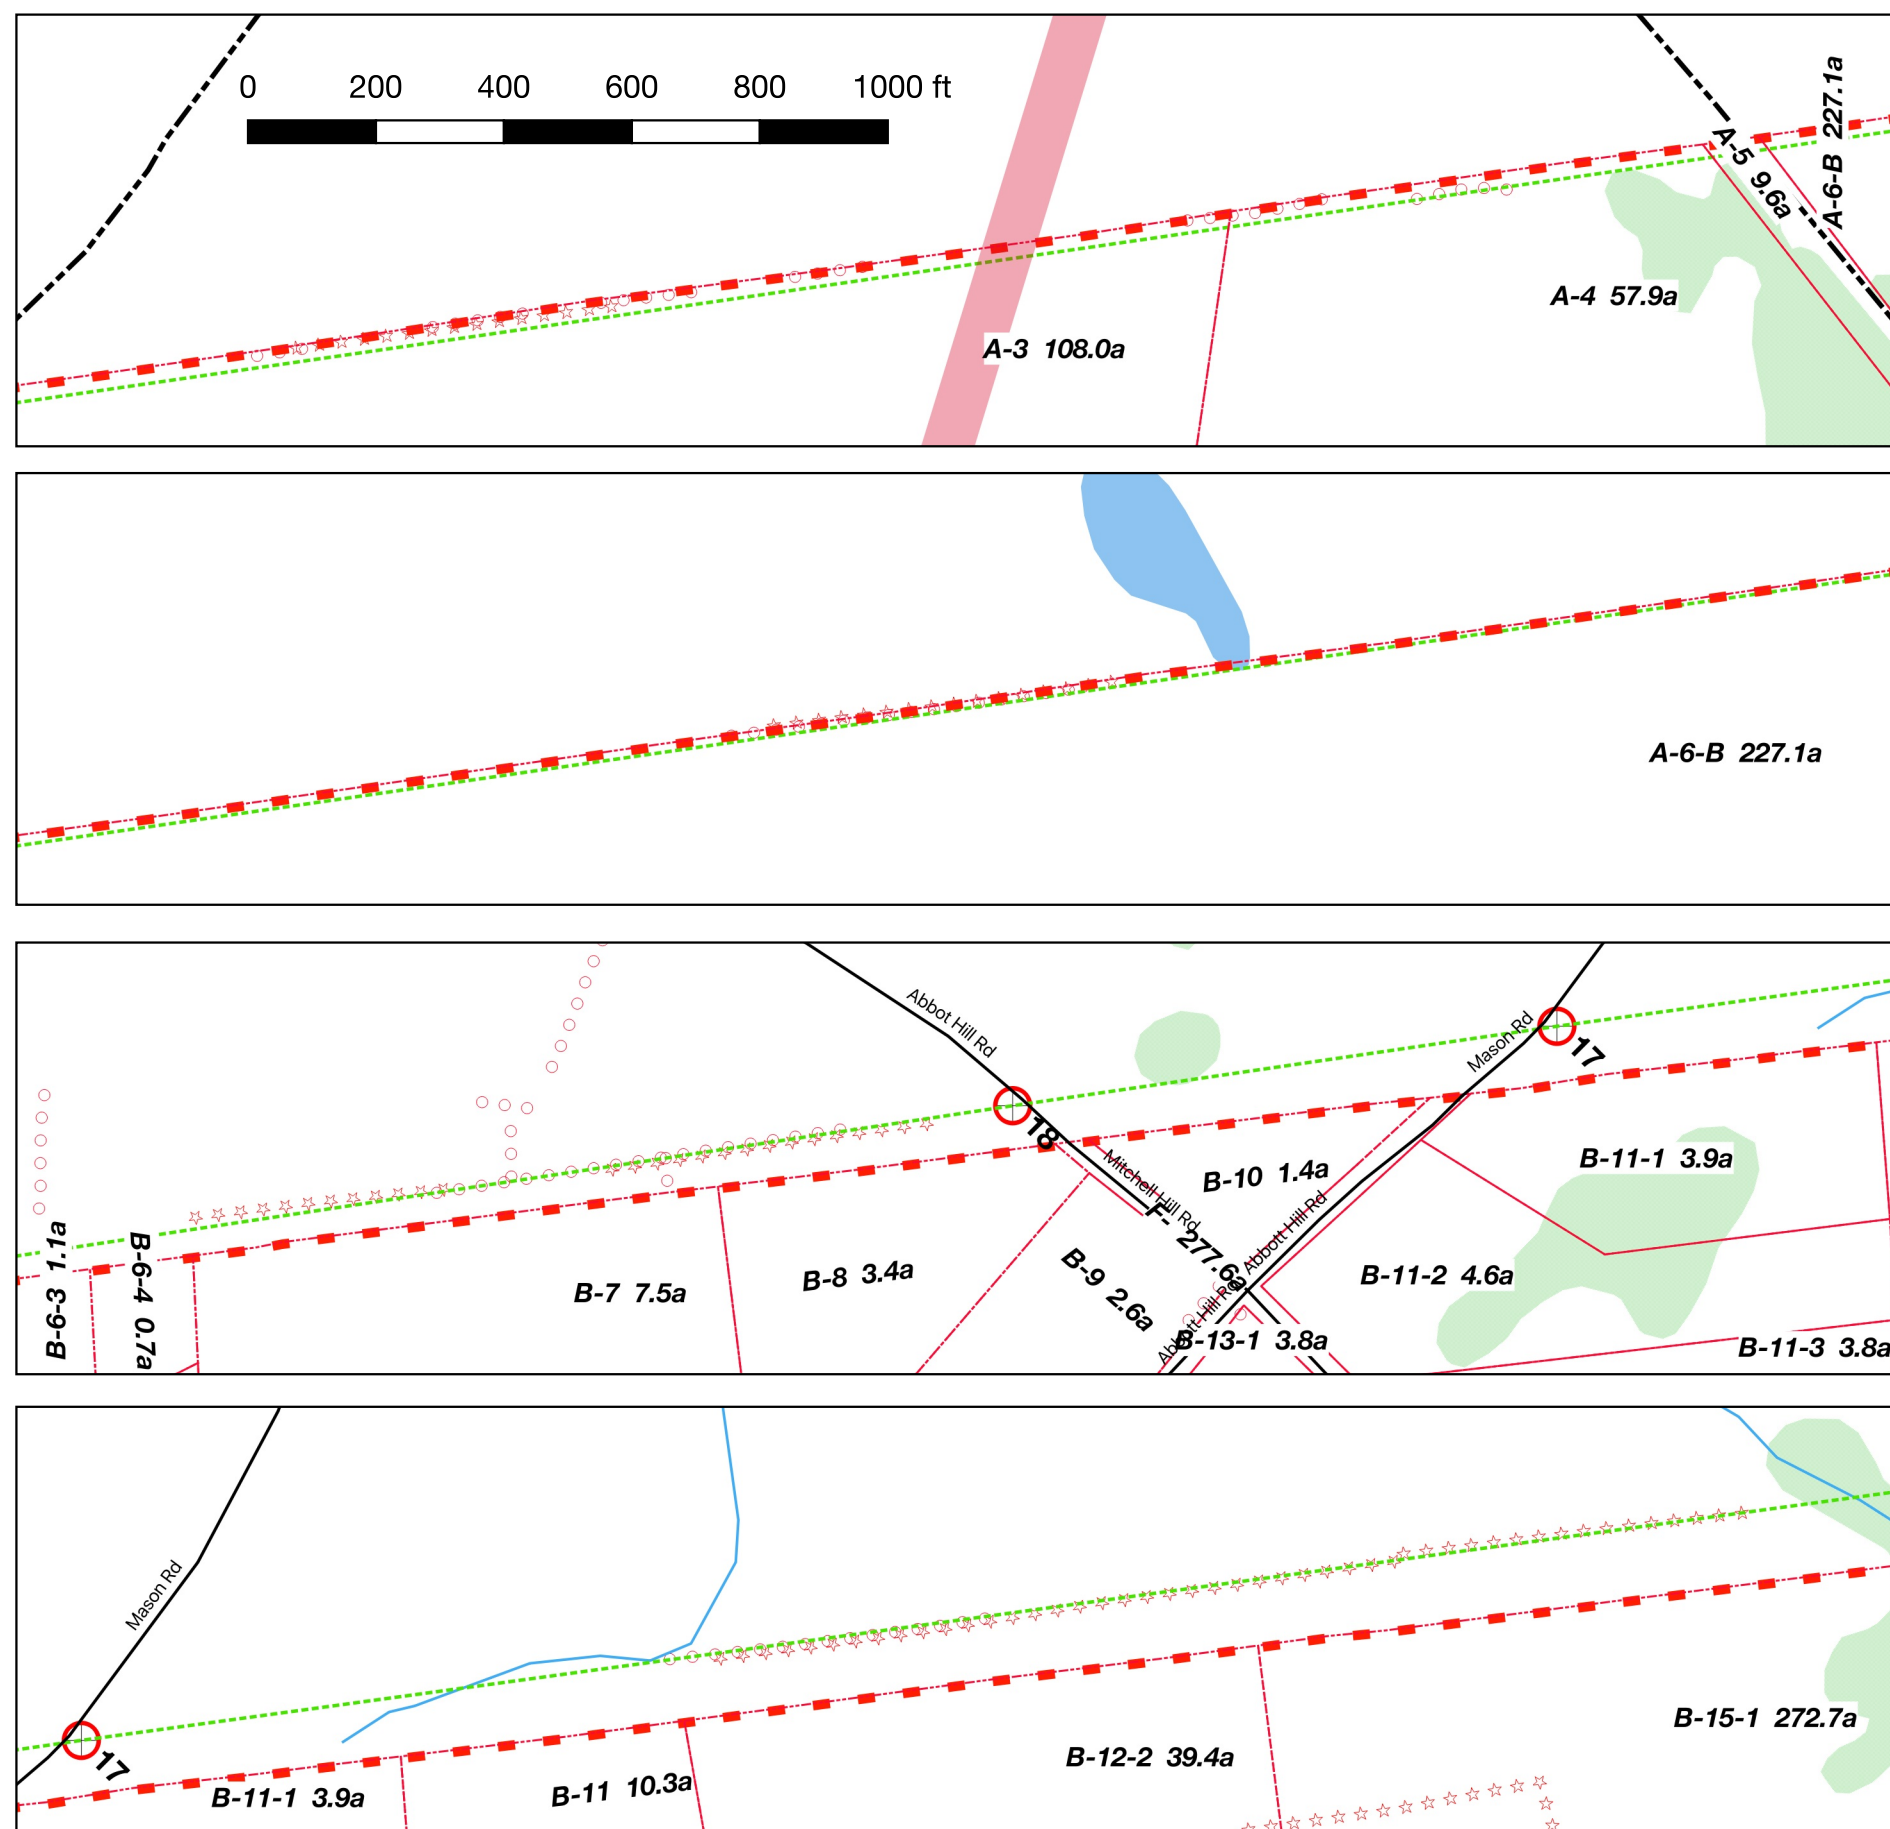 0 200 400 600 800 1000 ft
A-5 9.6a
A-6-B 227.1a
A-4 57.9a
A-3 108.0a
A-6-B 227.1a
Abbot Hill Rd
Mason Rd
17
18
Mitchell Hill Rd
B-10 1.4a
B-11-1 3.9a
F- 277.6a
Abbott Hill Rd
B-6-3 1.1a
B-6-4 0.7a
B-7 7.5a
B-8 3.4a
B-9 2.6a
B-11-2 4.6a
Abbott Hill Rd
B-13-1 3.8a
B-11-3 3.8a
Mason Rd
17
B-11-1 3.9a
B-11 10.3a
B-12-2 39.4a
B-15-1 272.7a